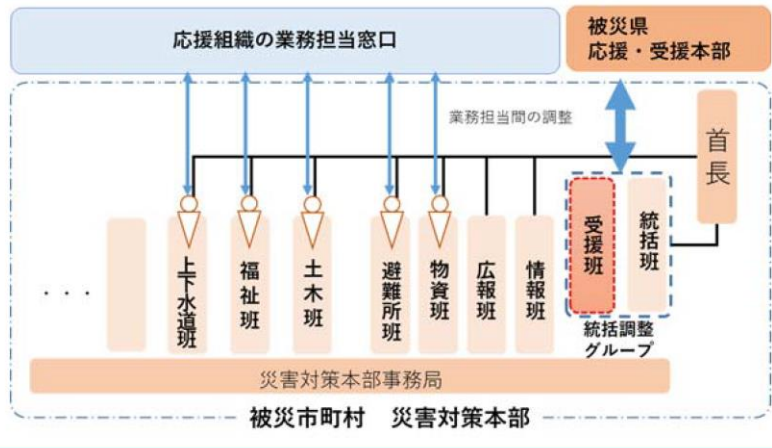 応援組織の業務担当窓口
被災県
応援・受援本部
業務担当間の調整
首長
・・・
上下水道班
福祉班
土木班
避難所班
物資班
広報班
情報班
受援班
統括班
統括調整
グループ
災害対策本部事務局
被災市町村　災害対策本部